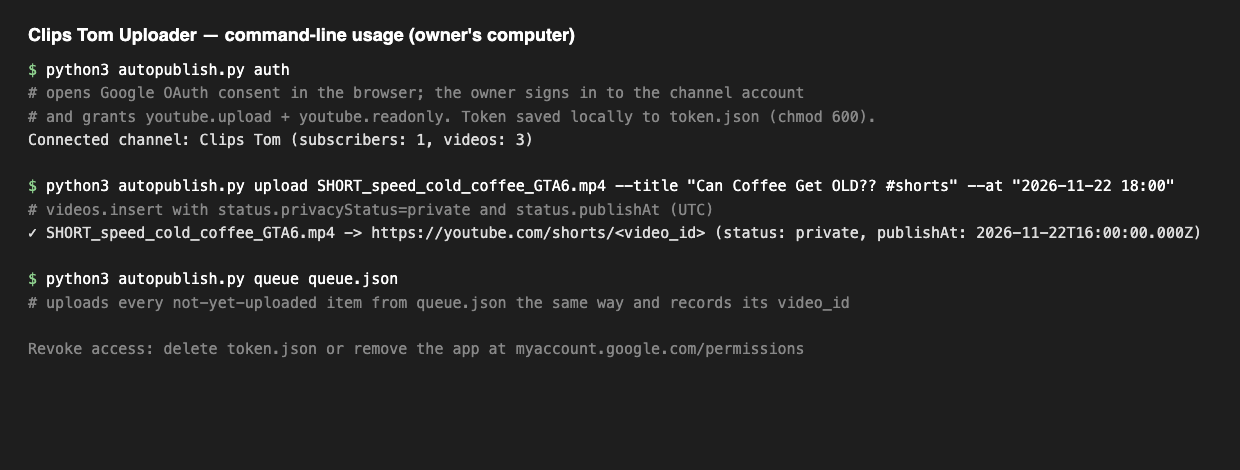 Clips Tom Uploader — command-line usage (owner's computer)
$ python3 autopublish.py auth
# opens Google OAuth consent in the browser; the owner signs in to the channel account
# and grants youtube.upload + youtube.readonly. Token saved locally to token.json (chmod 600).
Connected channel: Clips Tom (subscribers: 1, videos: 3)
$ python3 autopublish.py upload SHORT_speed_cold_coffee_GTA6.mp4 --title "Can Coffee Get OLD?? #shorts" --at "2026-11-22 18:00"
# videos.insert with status.privacyStatus=private and status.publishAt (UTC)
✓ SHORT_speed_cold_coffee_GTA6.mp4 -> https://youtube.com/shorts/<video_id> (status: private, publishAt: 2026-11-22T16:00:00.000Z)
$ python3 autopublish.py queue queue.json
# uploads every not-yet-uploaded item from queue.json the same way and records its video_id
Revoke access: delete token.json or remove the app at myaccount.google.com/permissions